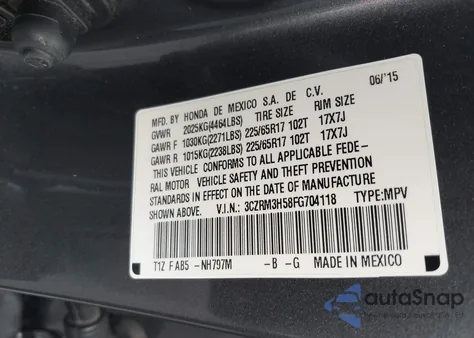 MFD. BY HONDA DE MEXICO S.A. DE C.V. 06/'15
GVWR 2025KG(4464LBS) TIRE SIZE RIM SIZE
GAWR F 1030KG(2271LBS) 225/65R17 102T 17X7J
GAWR R 1015KG(2238LBS) 225/65R17 102T 17X7J
THIS VEHICLE CONFORMS TO ALL APPLICABLE FEDE-
RAL MOTOR VEHICLE SAFETY AND THEFT PREVENTION
STANDARDS IN EFFECT ON THE DATE OF MANUFACTURE
SHOWN ABOVE. V.I.N.: 3CZRM3H58FG704118 TYPE:MPV
T1Z F AB5 -NH797M -B -G MADE IN MEXICO
autaSnap